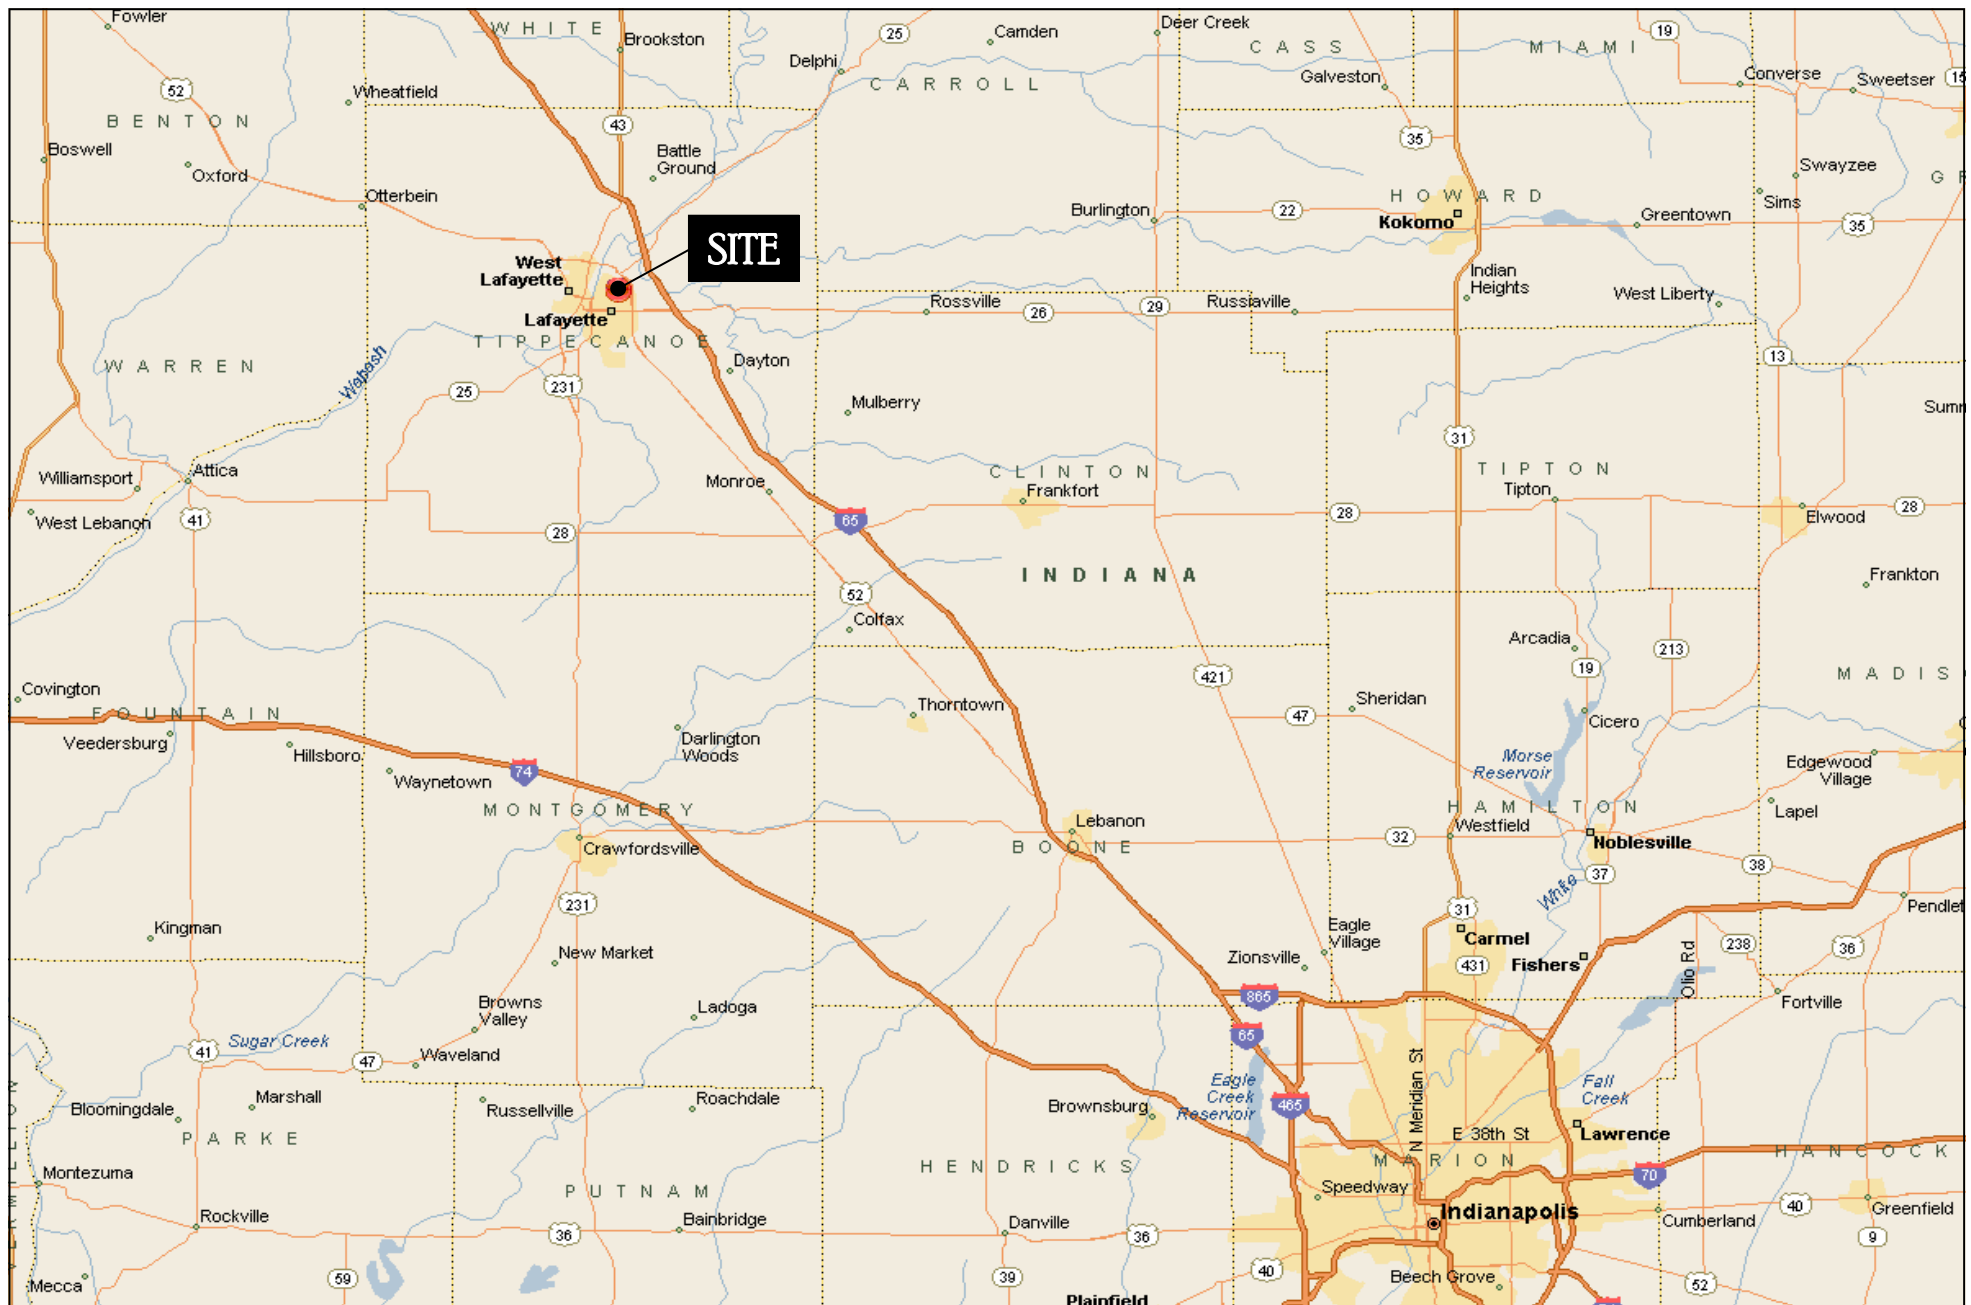 Fowler
WHITE
Brookston
25
Camden
Deer Creek
CASS
MIAMI
19
Delphi
CARROLL
Galveston
Converse
Sweetser
15
52
Wheatfield
BENTON
43
35
Boswell
Battle
Ground
Oxford
Swayzee
Otterbein
HOWARD
Sims
Burlington
22
Kokomo
Greentown
35
SITE
West
Lafayette
Indian
Heights
West Liberty
Rossville
26
29
Russiaville
Lafayette
TIPPECANOE
WARREN
Wabash
Dayton
13
25
231
Mulberry
31
Attica
Williamsport
Monroe
CLINTON
Frankfort
TIPTON
Tipton
West Lebanon
41
28
65
28
Elwood
28
INDIANA
Frankton
52
Colfax
Arcadia
19
213
421
MADIS
Covington
FOUNTAIN
Thorntown
47
Sheridan
Cicero
Veedersburg
Hillsboro
Darlington
Woods
Morse
Reservoir
Edgewood
Village
74
Waynetown
MONTGOMERY
HAMILTON
Lapel
Lebanon
BOONE
Westfield
32
Noblesville
Crawfordsville
38
37
White
231
31
Pendlet
Kingman
New Market
Eagle
Village
Carmel
Zionsville
431
Fishers
Olio Rd
238
36
Browns
Valley
Ladoga
865
Fortville
41
Sugar Creek
47
Waveland
65
N Meridian St
Marshall
Bloomingdale
Russellville
Roachdale
Brownsburg
Eagle
Creek
Reservoir
465
Fall
Creek
PARKE
E 38th St
Lawrence
Montezuma
HENDRICKS
MARION
HANCOCK
70
PUTNAM
Speedway
Rockville
Bainbridge
36
Danville
36
Indianapolis
Cumberland
40
Greenfield
9
Mecca
59
39
40
Beech Grove
52
Plainfield